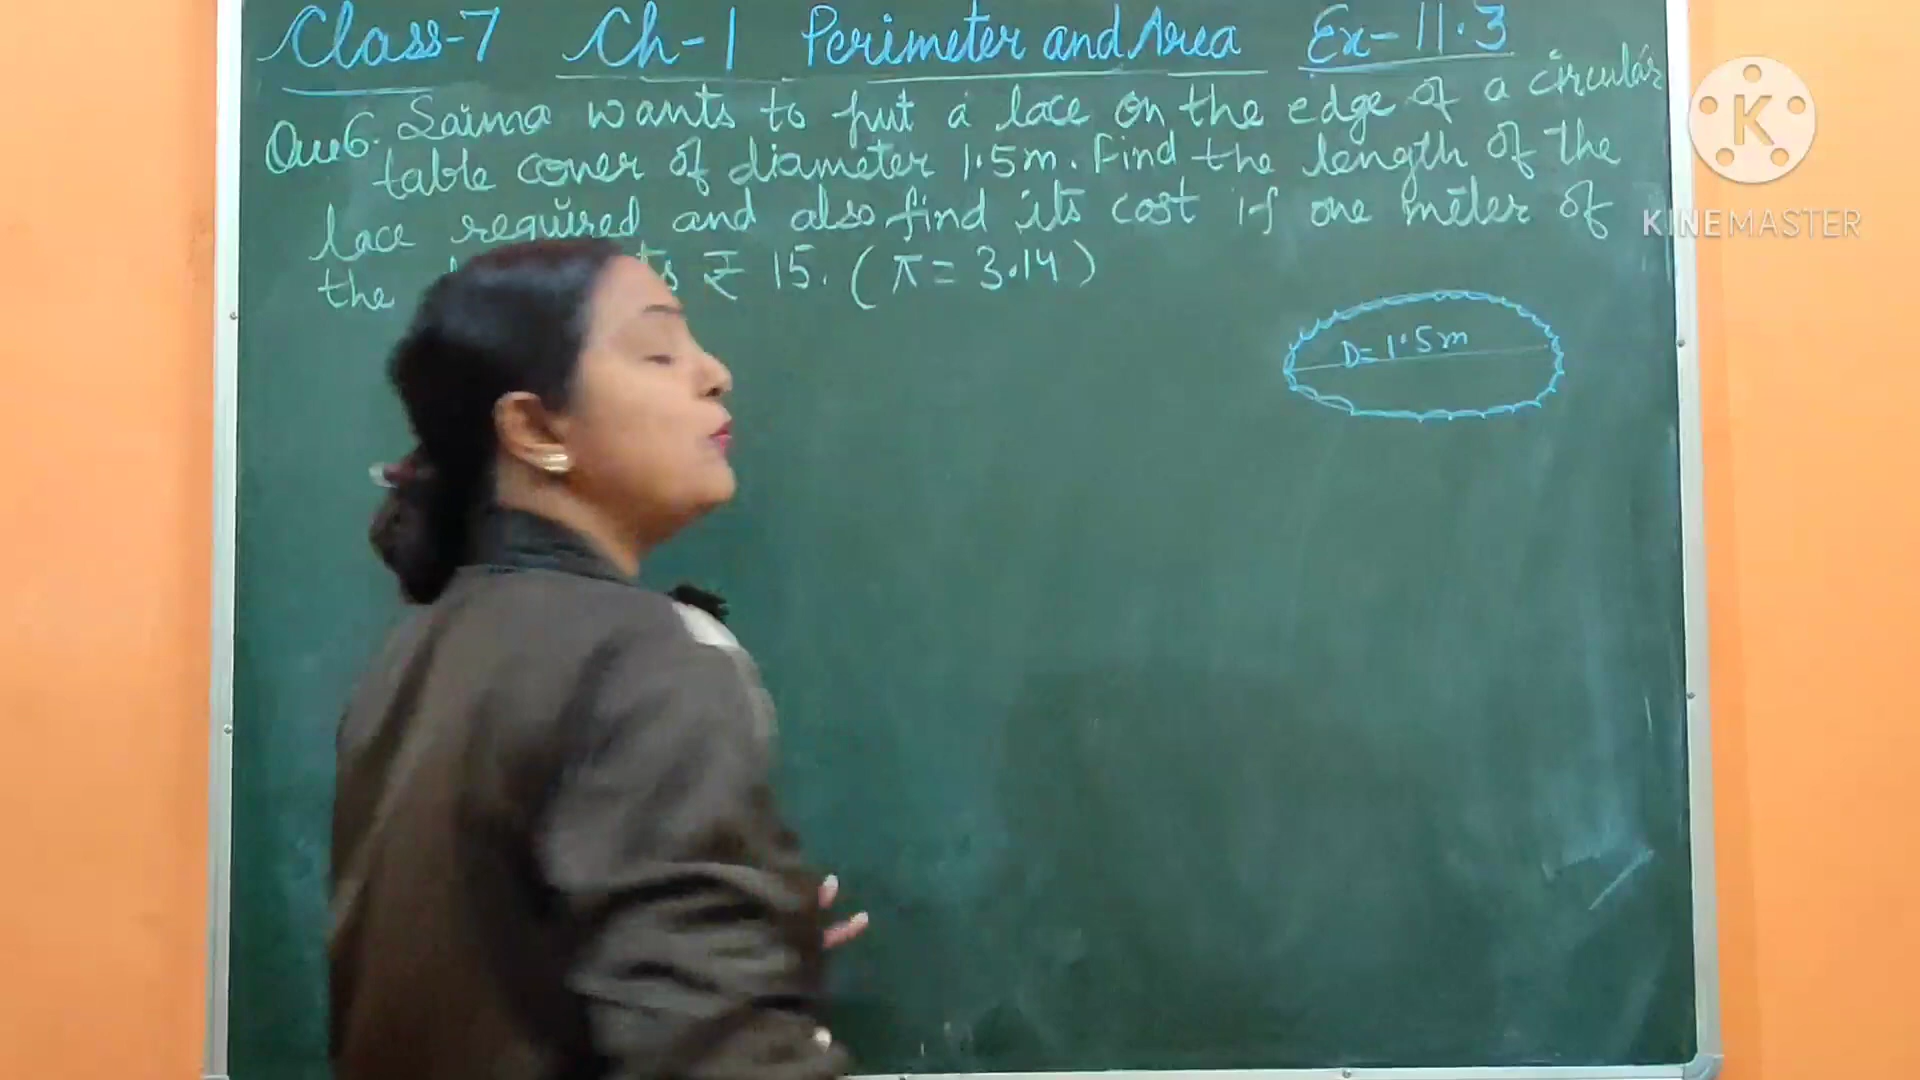 Class-7 Ch-1 Perimeter and Area Ex-11.3
Que6. Saima wants to put a lace on the edge of a circular
table cover of diameter 1.5m. Find the length of the
lace required and also find its cost if one meter of
the ₹ 15. (π = 3.14)
D=1.5m
K
KINEMASTER